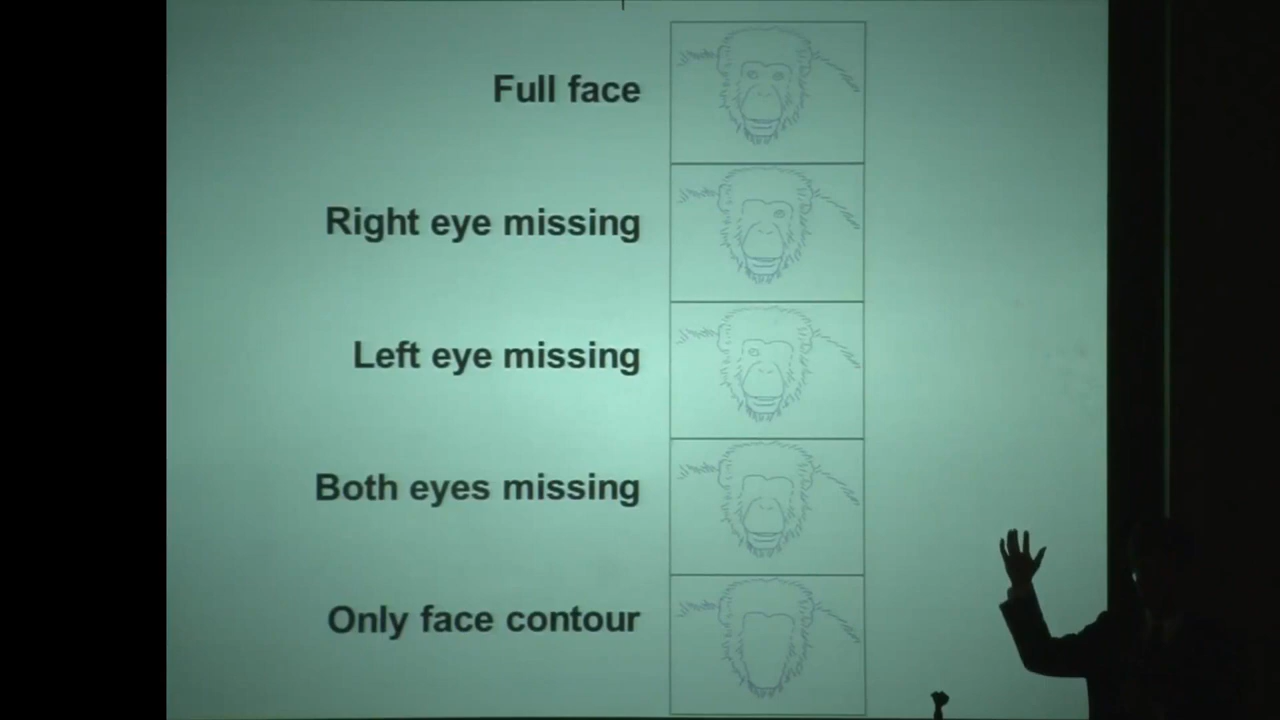 Full face
Right eye missing
Left eye missing
Both eyes missing
Only face contour